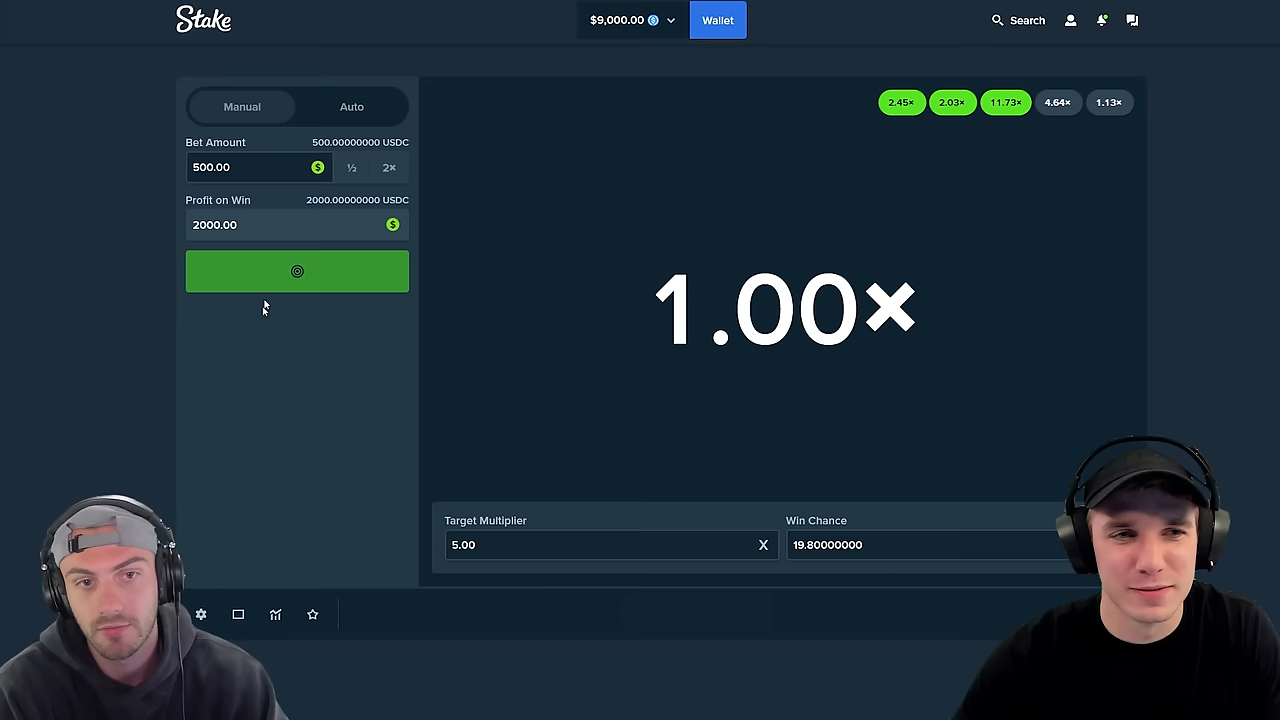 Stake
$9,000.00
Wallet
Search
Manual
Auto
2.45×
2.03×
11.73×
4.64×
1.13×
Bet Amount
500.00000000 USDC
500.00
½
2×
Profit on Win
2000.00000000 USDC
2000.00
1.00×
Target Multiplier
Win Chance
5.00
X
19.80000000